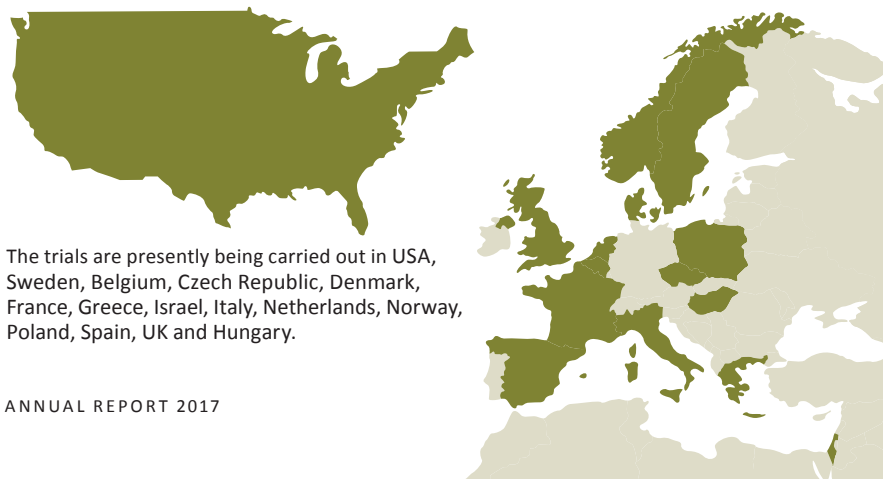 The trials are presently being carried out in USA,
Sweden, Belgium, Czech Republic, Denmark,
France, Greece, Israel, Italy, Netherlands, Norway,
Poland, Spain, UK and Hungary.
ANNUAL REPORT 2017